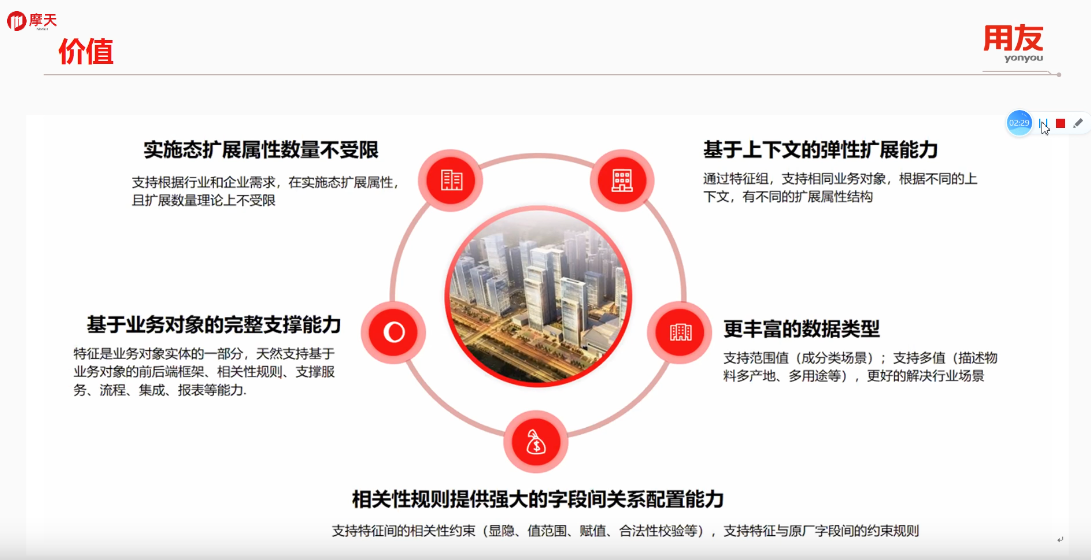 摩天
价值
用友
yonyou
02:29
实施态扩展属性数量不受限
支持根据行业和企业需求，在实施态扩展属性，
且扩展数量理论上不受限
基于上下文的弹性扩展能力
通过特征组，支持相同业务对象，根据不同的上
下文，有不同的扩展属性结构
基于业务对象的完整支撑能力
特征是业务对象实体的一部分，天然支持基于
业务对象的前后端框架、相关性规则、支撑服
务、流程、集成、报表等能力.
更丰富的数据类型
支持范围值（成分类场景）；支持多值（描述物
料多产地、多用途等），更好的解决行业场景
相关性规则提供强大的字段间关系配置能力
支持特征间的相关性约束（显隐、值范围、赋值、合法性校验等），支持特征与原厂字段间的约束规则